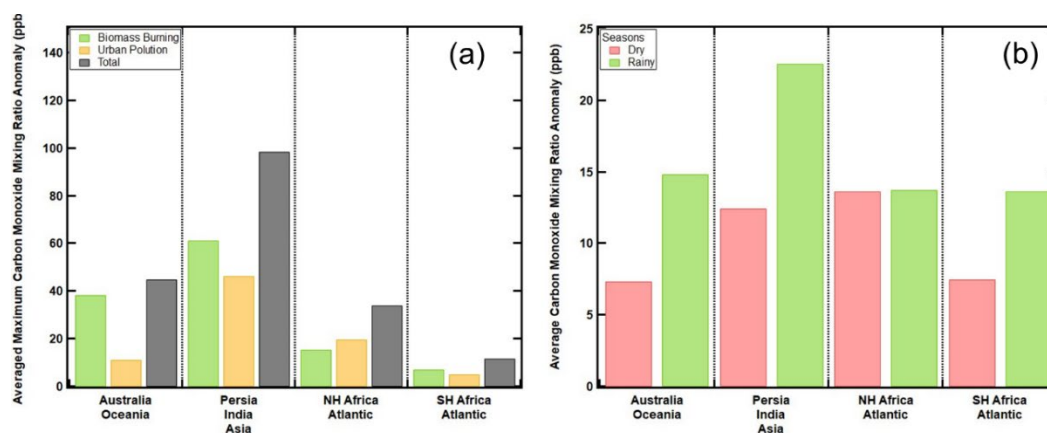 Averaged Maximum Carbon Monoxide Mixing Ratio Anomaly (ppb
140
120
100
80
60
40
20
0
Biomass Burning
Urban Polution
Total
(a)
Australia
Oceania
Persia
India
Asia
NH Africa
Atlantic
SH Africa
Atlantic
Average Carbon Monoxide Mixing Ratio Anomaly (ppb)
25
20
15
10
5
0
Seasons
Dry
Rainy
(b)
Australia
Oceania
Persia
India
Asia
NH Africa
Atlantic
SH Africa
Atlantic